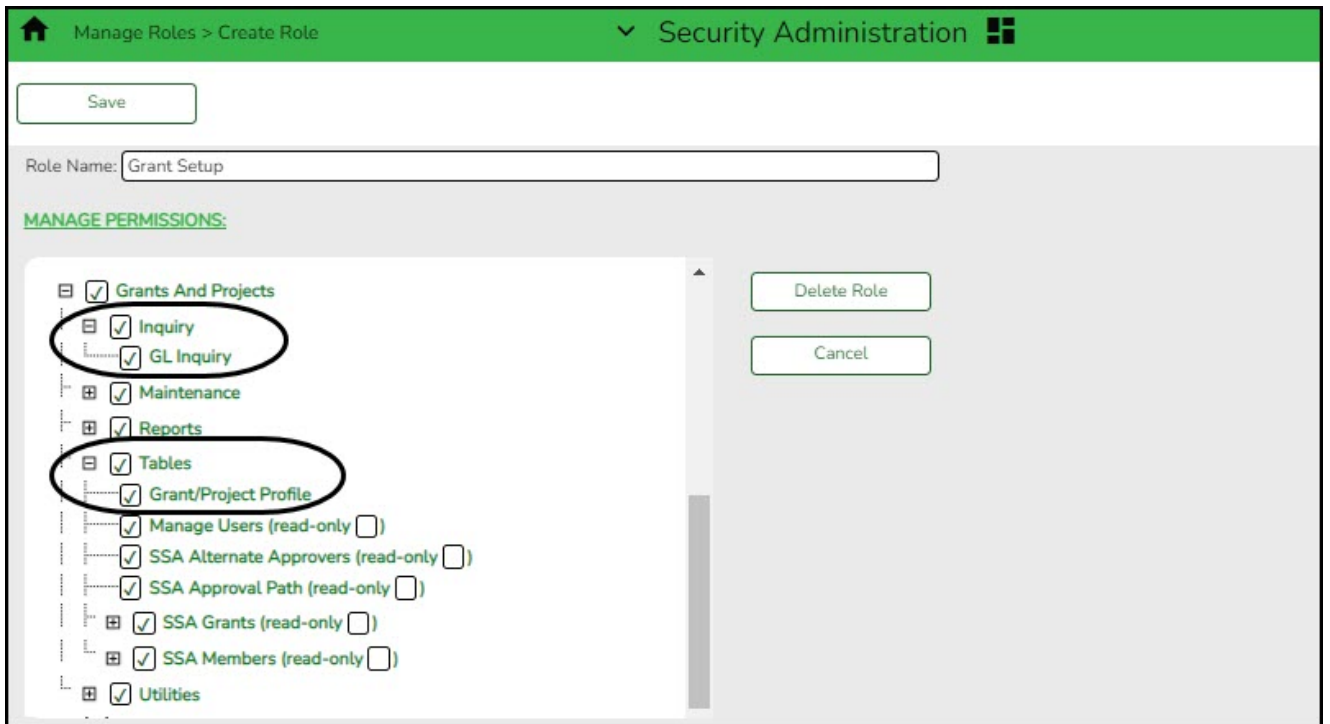 Manage Roles > Create Role
Security Administration
Save
Role Name: Grant Setup
MANAGE PERMISSIONS:
Grants And Projects
Inquiry
GL Inquiry
Maintenance
Reports
Tables
Grant/Project Profile
Manage Users (read-only )
SSA Alternate Approvers (read-only )
SSA Approval Path (read-only )
SSA Grants (read-only )
SSA Members (read-only )
Utilities
Delete Role
Cancel